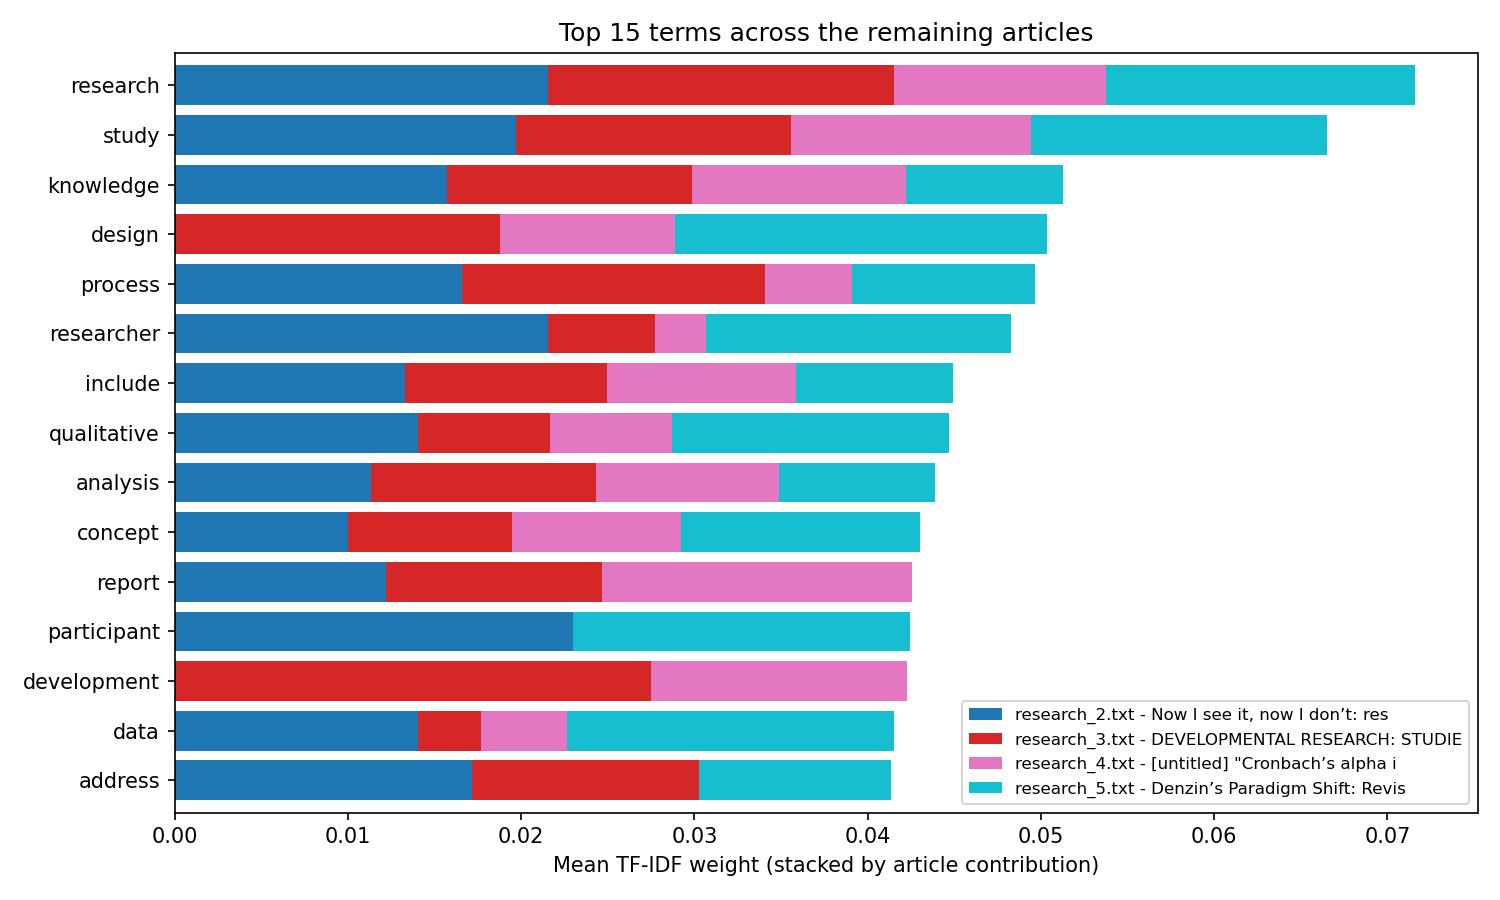 Top 15 terms across the remaining articles
research
study
knowledge
design
process
researcher
include
qualitative
analysis
concept
report
participant
development
data
address
research_2.txt - Now I see it, now I don’t: res
research_3.txt - DEVELOPMENTAL RESEARCH: STUDIE
research_4.txt - [untitled] "Cronbach’s alpha i
research_5.txt - Denzin’s Paradigm Shift: Revis
0.00 0.01 0.02 0.03 0.04 0.05 0.06 0.07
Mean TF-IDF weight (stacked by article contribution)